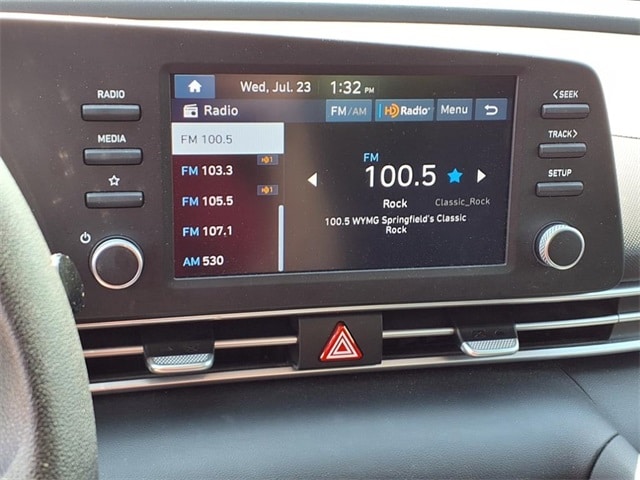 Wed, Jul. 23 1:32 PM
Radio FM/AM HD Radio Menu
RADIO
MEDIA
FM 100.5
FM 103.3
1
FM 105.5
1
FM 107.1
AM 530
FM
100.5
Rock Classic_Rock
100.5 WYMG Springfield's Classic
Rock
< SEEK
TRACK >
SETUP